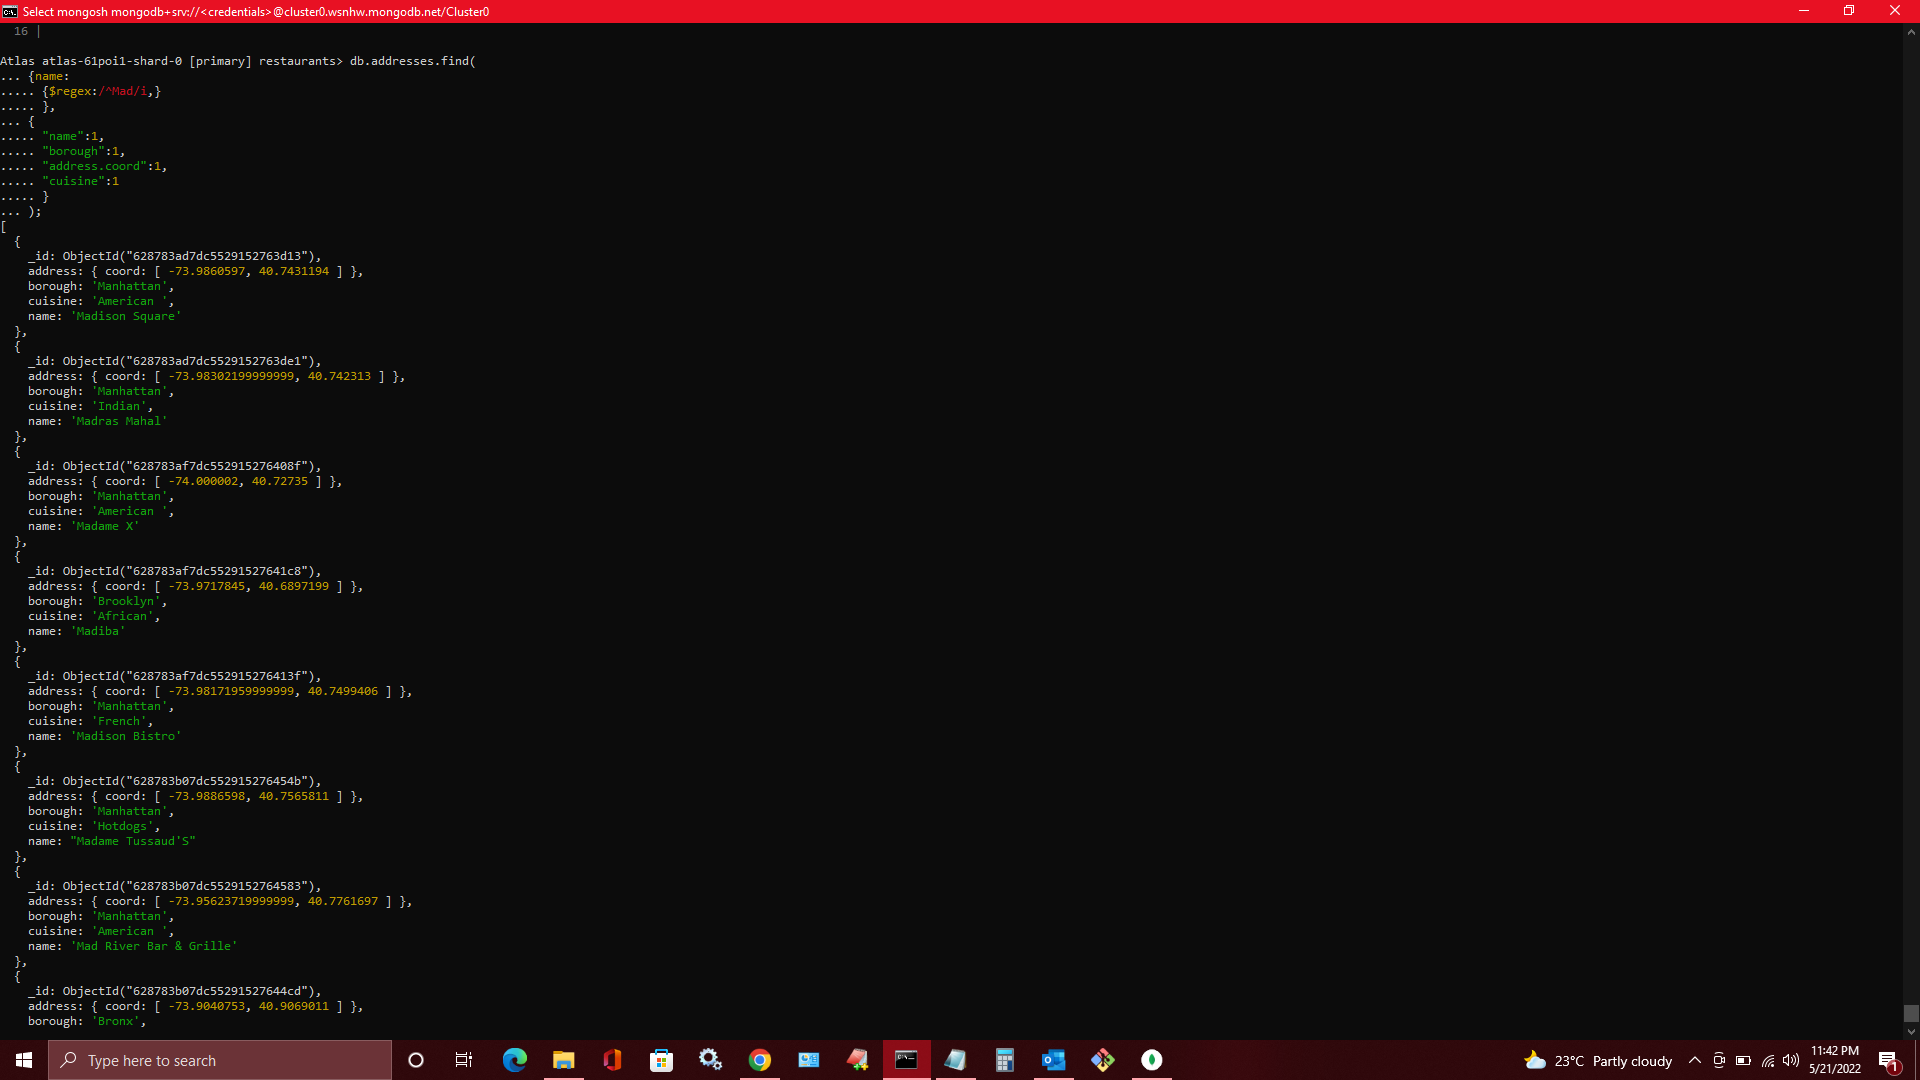 Select mongosh mongodb+srv://<credentials>@cluster0.wsnhw.mongodb.net/Cluster0
16 |
Atlas atlas-61poi1-shard-0 [primary] restaurants> db.addresses.find(
... {name:
..... {$regex:/^Mad/i,}
..... },
... {
..... "name":1,
..... "borough":1,
..... "address.coord":1,
..... "cuisine":1
..... }
... );
[
{
_id: ObjectId("628783ad7dc5529152763d13"),
address: { coord: [ -73.9860597, 40.7431194 ] },
borough: 'Manhattan',
cuisine: 'American ',
name: 'Madison Square'
},
{
_id: ObjectId("628783ad7dc5529152763de1"),
address: { coord: [ -73.98302199999999, 40.742313 ] },
borough: 'Manhattan',
cuisine: 'Indian',
name: 'Madras Mahal'
},
{
_id: ObjectId("628783af7dc552915276408f"),
address: { coord: [ -74.000002, 40.72735 ] },
borough: 'Manhattan',
cuisine: 'American ',
name: 'Madame X'
},
{
_id: ObjectId("628783af7dc55291527641c8"),
address: { coord: [ -73.9717845, 40.6897199 ] },
borough: 'Brooklyn',
cuisine: 'African',
name: 'Madiba'
},
{
_id: ObjectId("628783af7dc552915276413f"),
address: { coord: [ -73.98171959999999, 40.7499406 ] },
borough: 'Manhattan',
cuisine: 'French',
name: 'Madison Bistro'
},
{
_id: ObjectId("628783b07dc552915276454b"),
address: { coord: [ -73.9886598, 40.7565811 ] },
borough: 'Manhattan',
cuisine: 'Hotdogs',
name: "Madame Tussaud'S"
},
{
_id: ObjectId("628783b07dc5529152764583"),
address: { coord: [ -73.95623719999999, 40.7761697 ] },
borough: 'Manhattan',
cuisine: 'American ',
name: 'Mad River Bar & Grille'
},
{
_id: ObjectId("628783b07dc55291527644cd"),
address: { coord: [ -73.9040753, 40.9069011 ] },
borough: 'Bronx',
Type here to search
23°C Partly cloudy
11:42 PM
5/21/2022
1